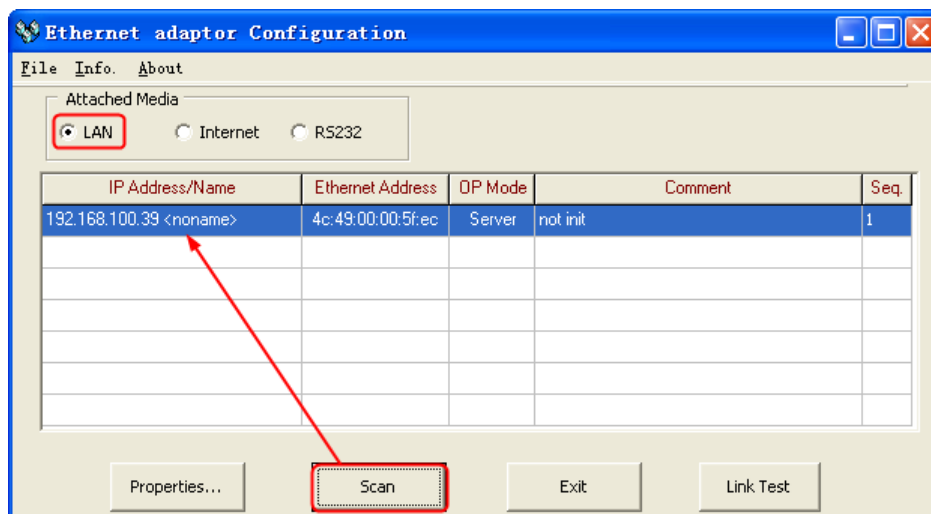 Ethernet adaptor Configuration
File Info. About
Attached Media
LAN Internet RS232
IP Address/Name Ethernet Address OP Mode Comment Seq.
192.168.100.39 <noname> 4c:49:00:00:5f:ec Server not init 1
Properties... Scan Exit Link Test